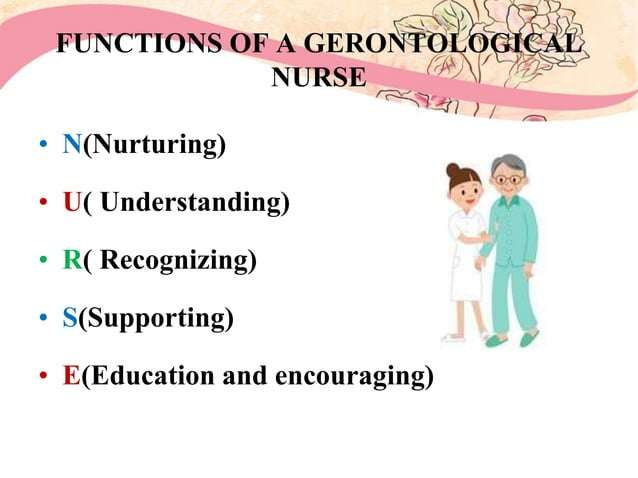 FUNCTIONS OF A GERONTOLOGICAL
NURSE
• N(Nurturing)
• U( Understanding)
• R( Recognizing)
• S(Supporting)
• E(Education and encouraging)